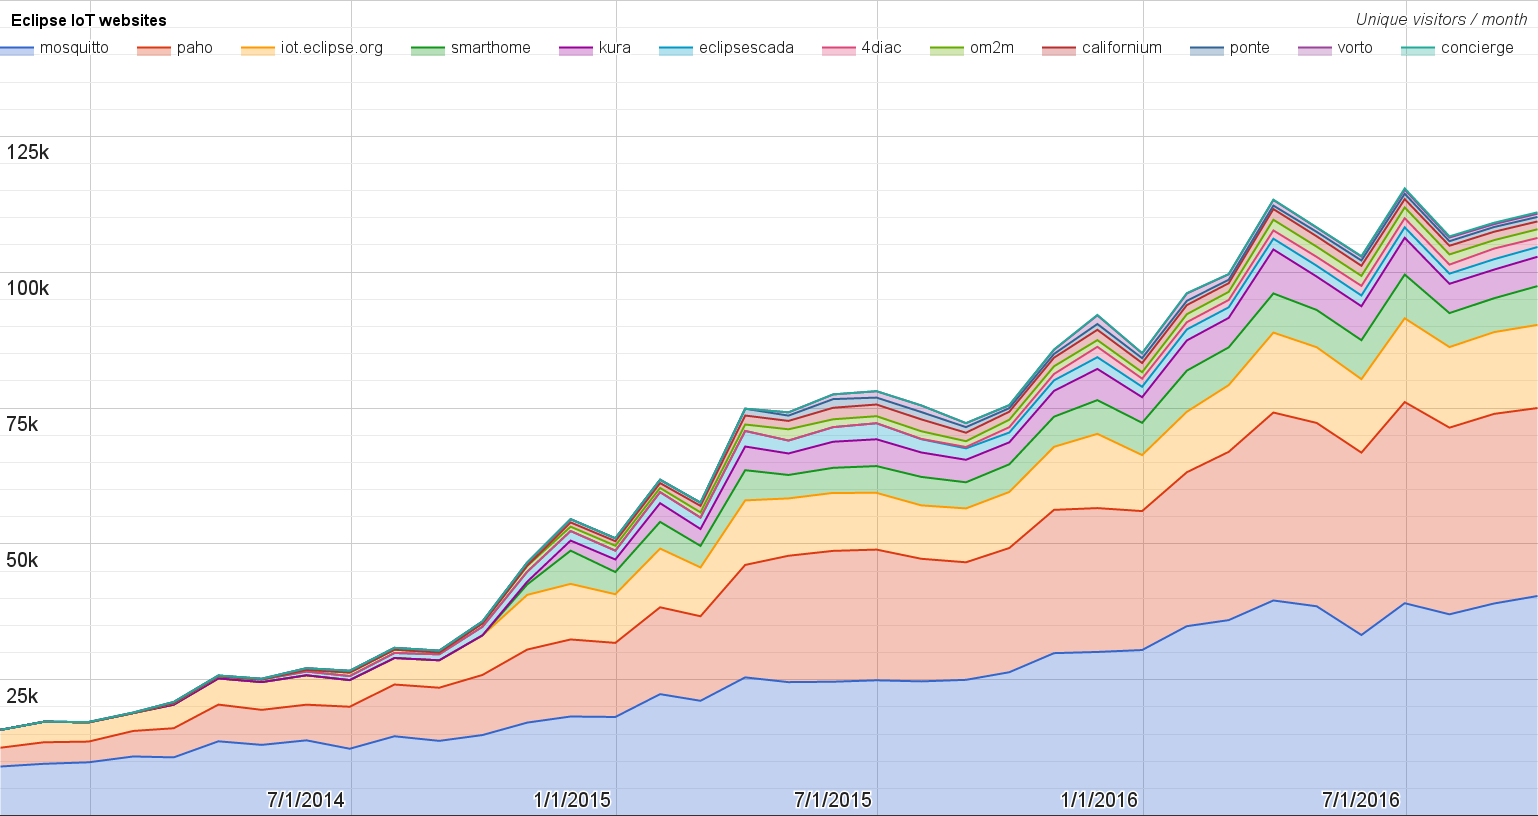 Eclipse IoT websites
Unique visitors / month
mosquitto paho iot.eclipse.org smarthome kura eclipsescada 4diac om2m californium ponte vorto concierge
125k
100k
75k
50k
25k
7/1/2014 1/1/2015 7/1/2015 1/1/2016 7/1/2016